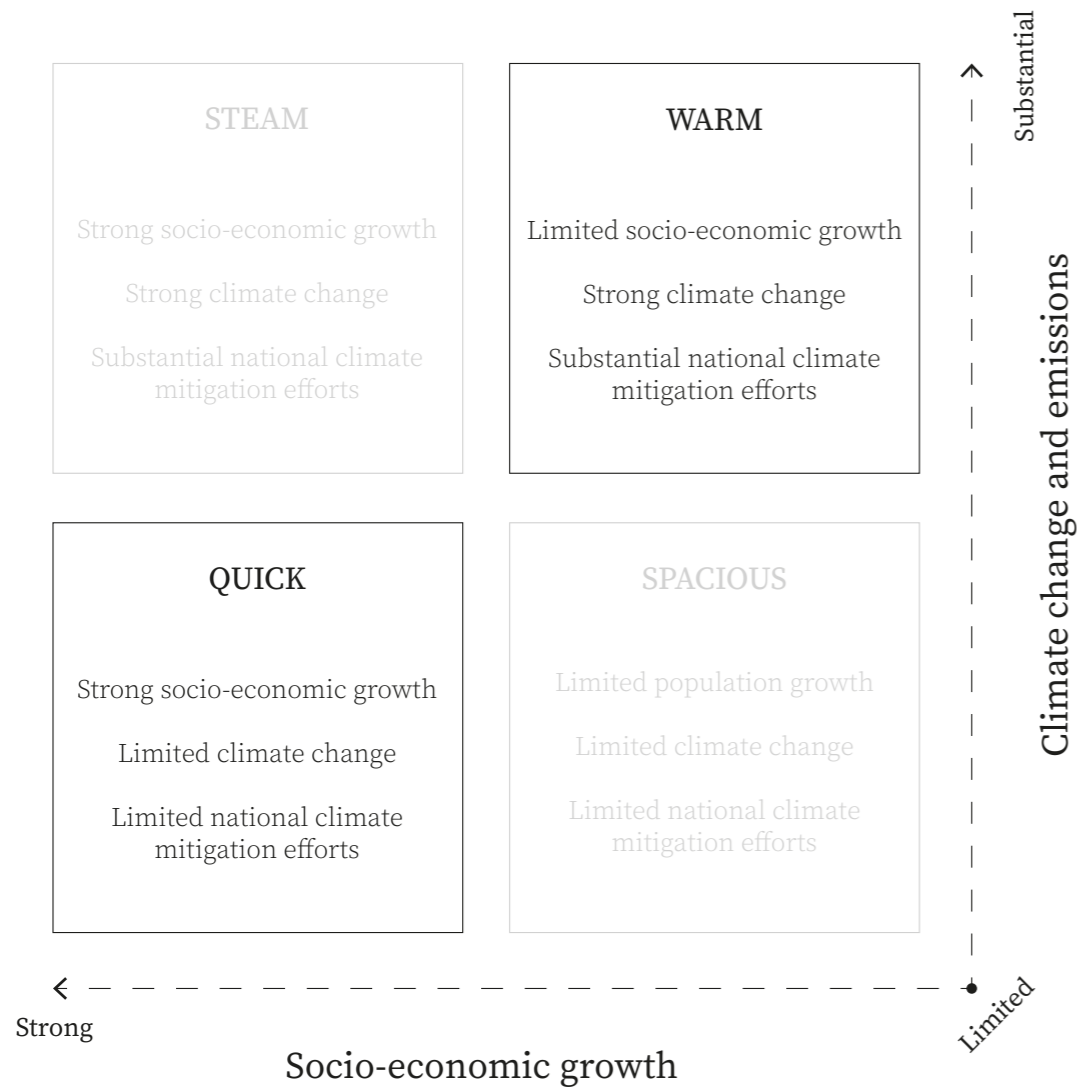 Substantial
STEAM
Strong socio-economic growth
Strong climate change
Substantial national climate
mitigation efforts
WARM
Limited socio-economic growth
Strong climate change
Substantial national climate
mitigation efforts
Climate change and emissions
QUICK
Strong socio-economic growth
Limited climate change
Limited national climate
mitigation efforts
SPACIOUS
Limited population growth
Limited climate change
Limited national climate
mitigation efforts
Strong
Limited
Socio-economic growth